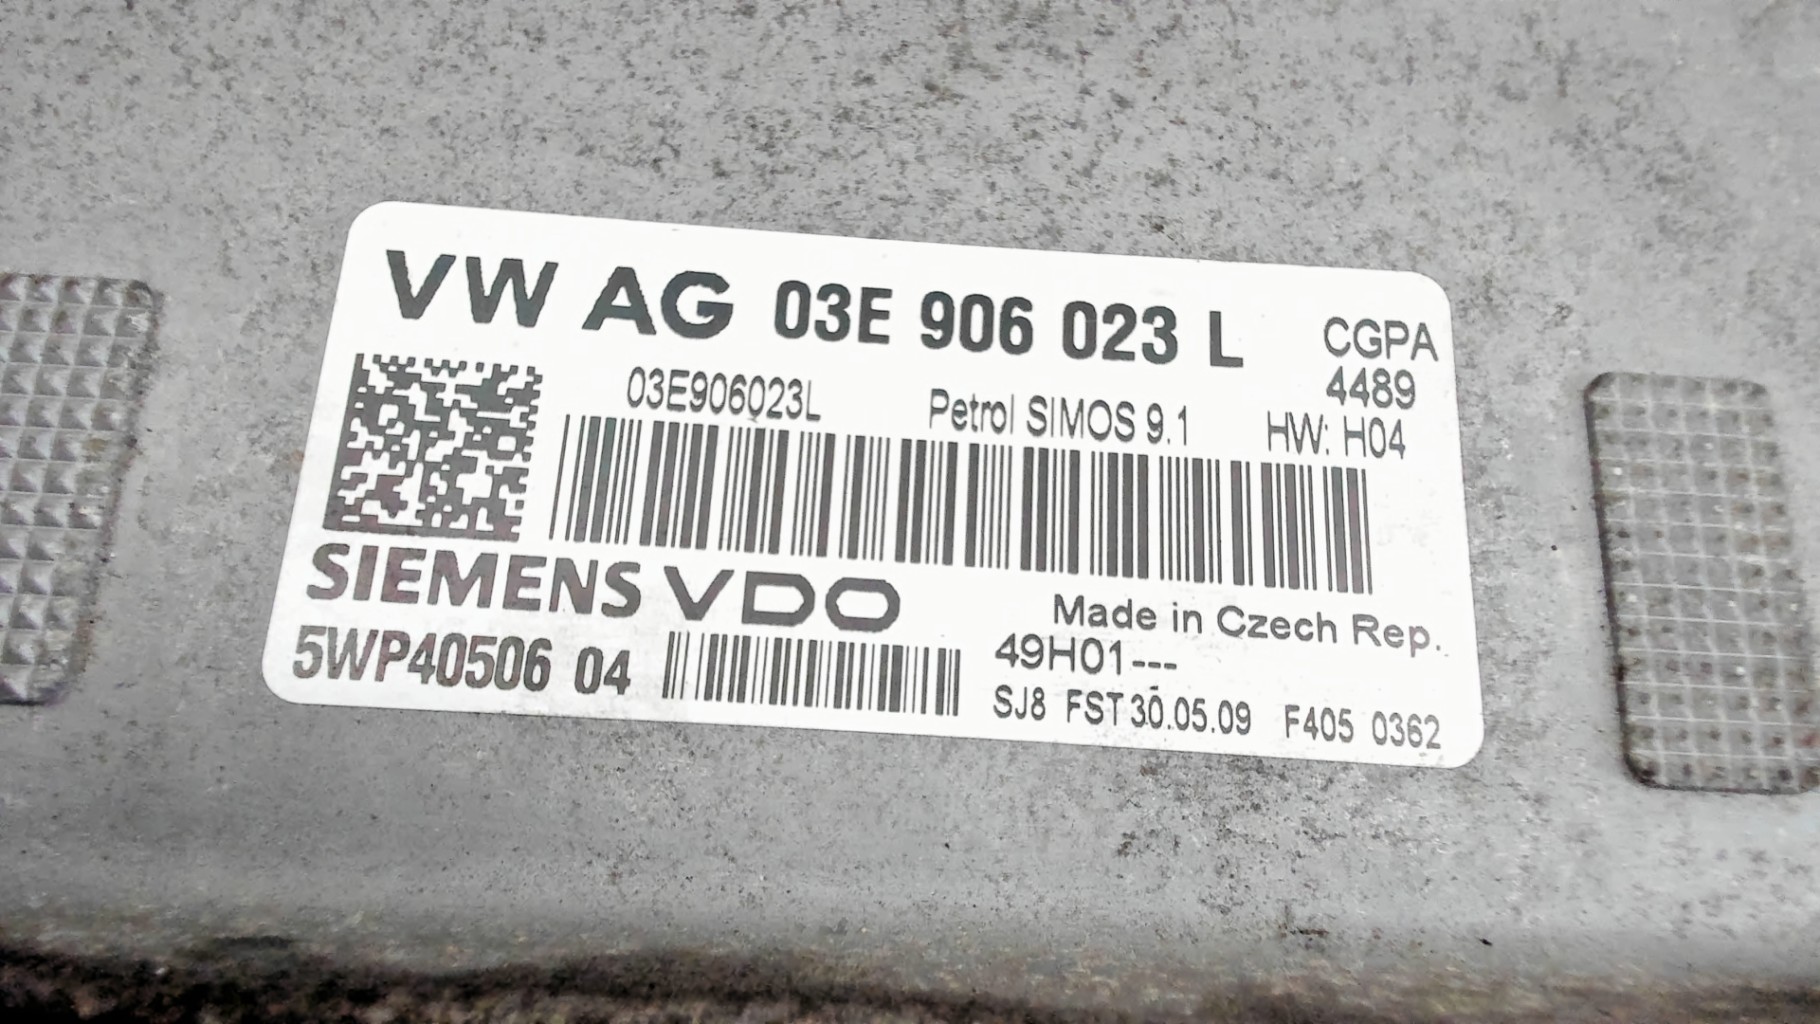 VW AG 03E 906 023 L CGPA
4489
03E906023L Petrol SIMOS 9.1 HW: H04
SIEMENS VDO Made in Czech Rep.
5WP40506 04 49H01---
SJ8 FST 30.05.09 F405 0362